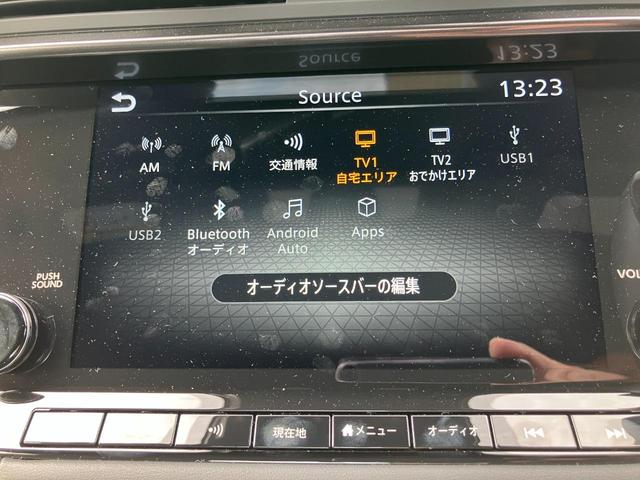 Source
13:23
AM
FM
交通情報
TV1
自宅エリア
TV2
おでかけエリア
USB1
USB2
Bluetooth
オーディオ
Android
Auto
Apps
オーディオソースバーの編集
PUSH
SOUND
VOL
現在地
メニュー
オーディオ